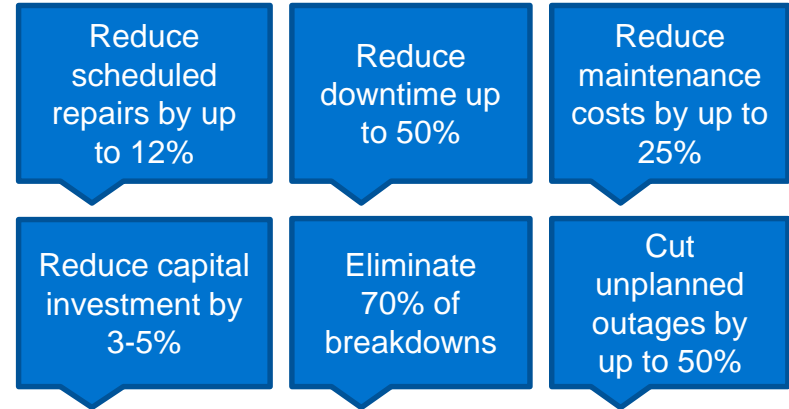 Reduce
scheduled
repairs by up
to 12%
Reduce
downtime up
to 50%
Reduce
maintenance
costs by up to
25%
Reduce capital
investment by
3-5%
Eliminate
70% of
breakdowns
Cut
unplanned
outages by
up to 50%